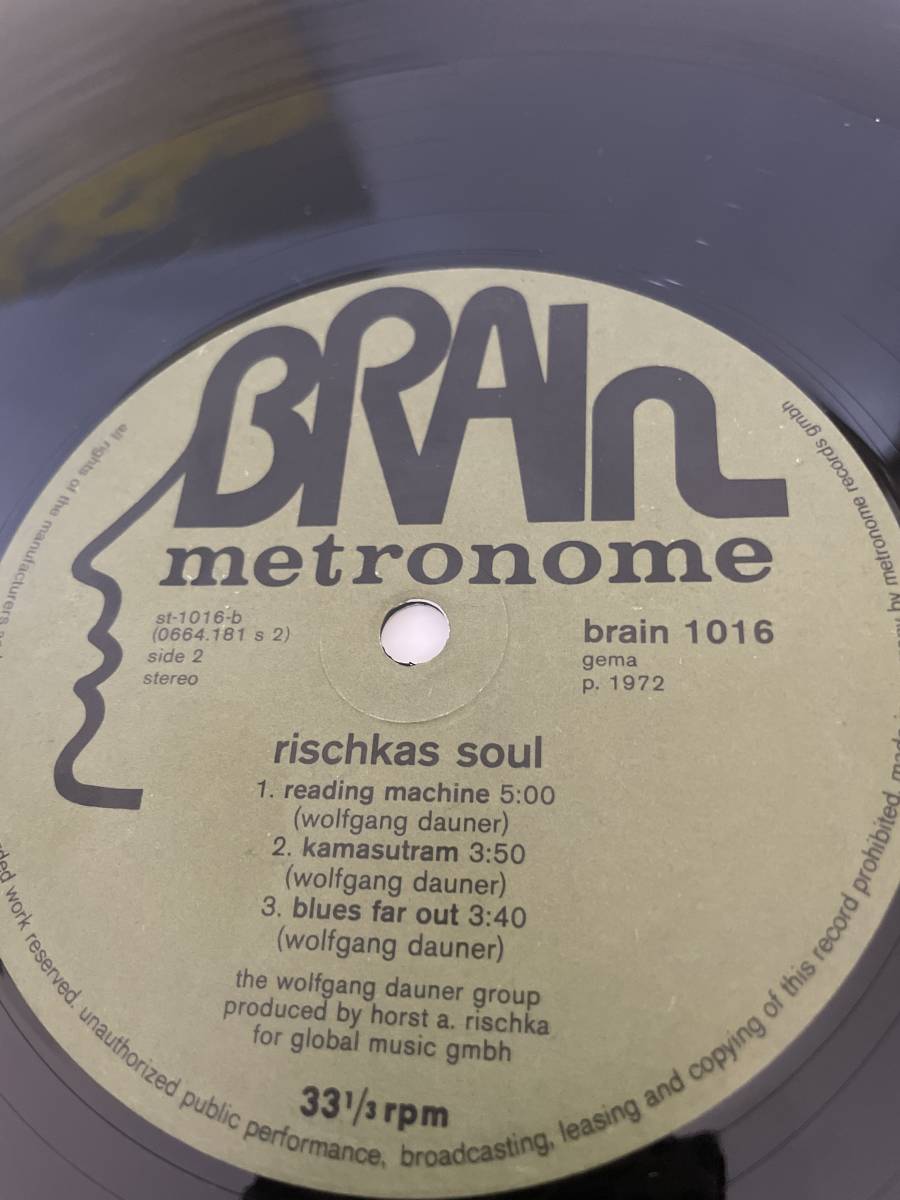 BRAIn
metronome
st-1016-b
(0664.181 s 2)
side 2
stereo
brain 1016
gema
p. 1972
rischkas soul
1. reading machine 5:00
(wolfgang dauner)
2. kamasutram 3:50
(wolfgang dauner)
3. blues far out 3:40
(wolfgang dauner)
the wolfgang dauner group
produced by horst a. rischka
for global music gmbh
33 1/3 rpm
all rights of the manufacturers
work reserved. unauthorized public performance, broadcasting, leasing and copying of this record prohibited. made
by metronome records gmbh